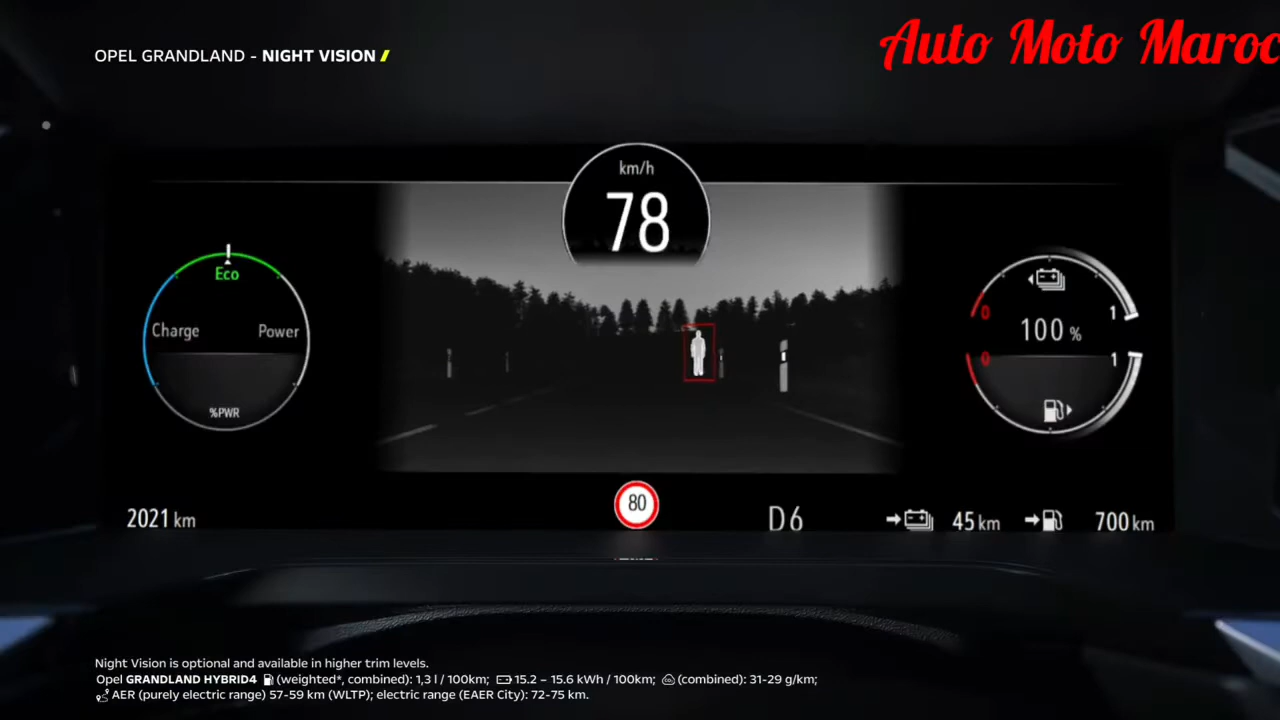 OPEL GRANDLAND - NIGHT VISION
Auto Moto Maroc
km/h
78
Eco
Charge Power
%PWR
0 1
100 %
0 1
80
2021 km
D6
45 km
700 km
Night Vision is optional and available in higher trim levels.
Opel GRANDLAND HYBRID4 (weighted*, combined): 1,3 l / 100km; 15.2 – 15.6 kWh / 100km; (combined): 31-29 g/km;
AER (purely electric range) 57-59 km (WLTP); electric range (EAER City): 72-75 km.